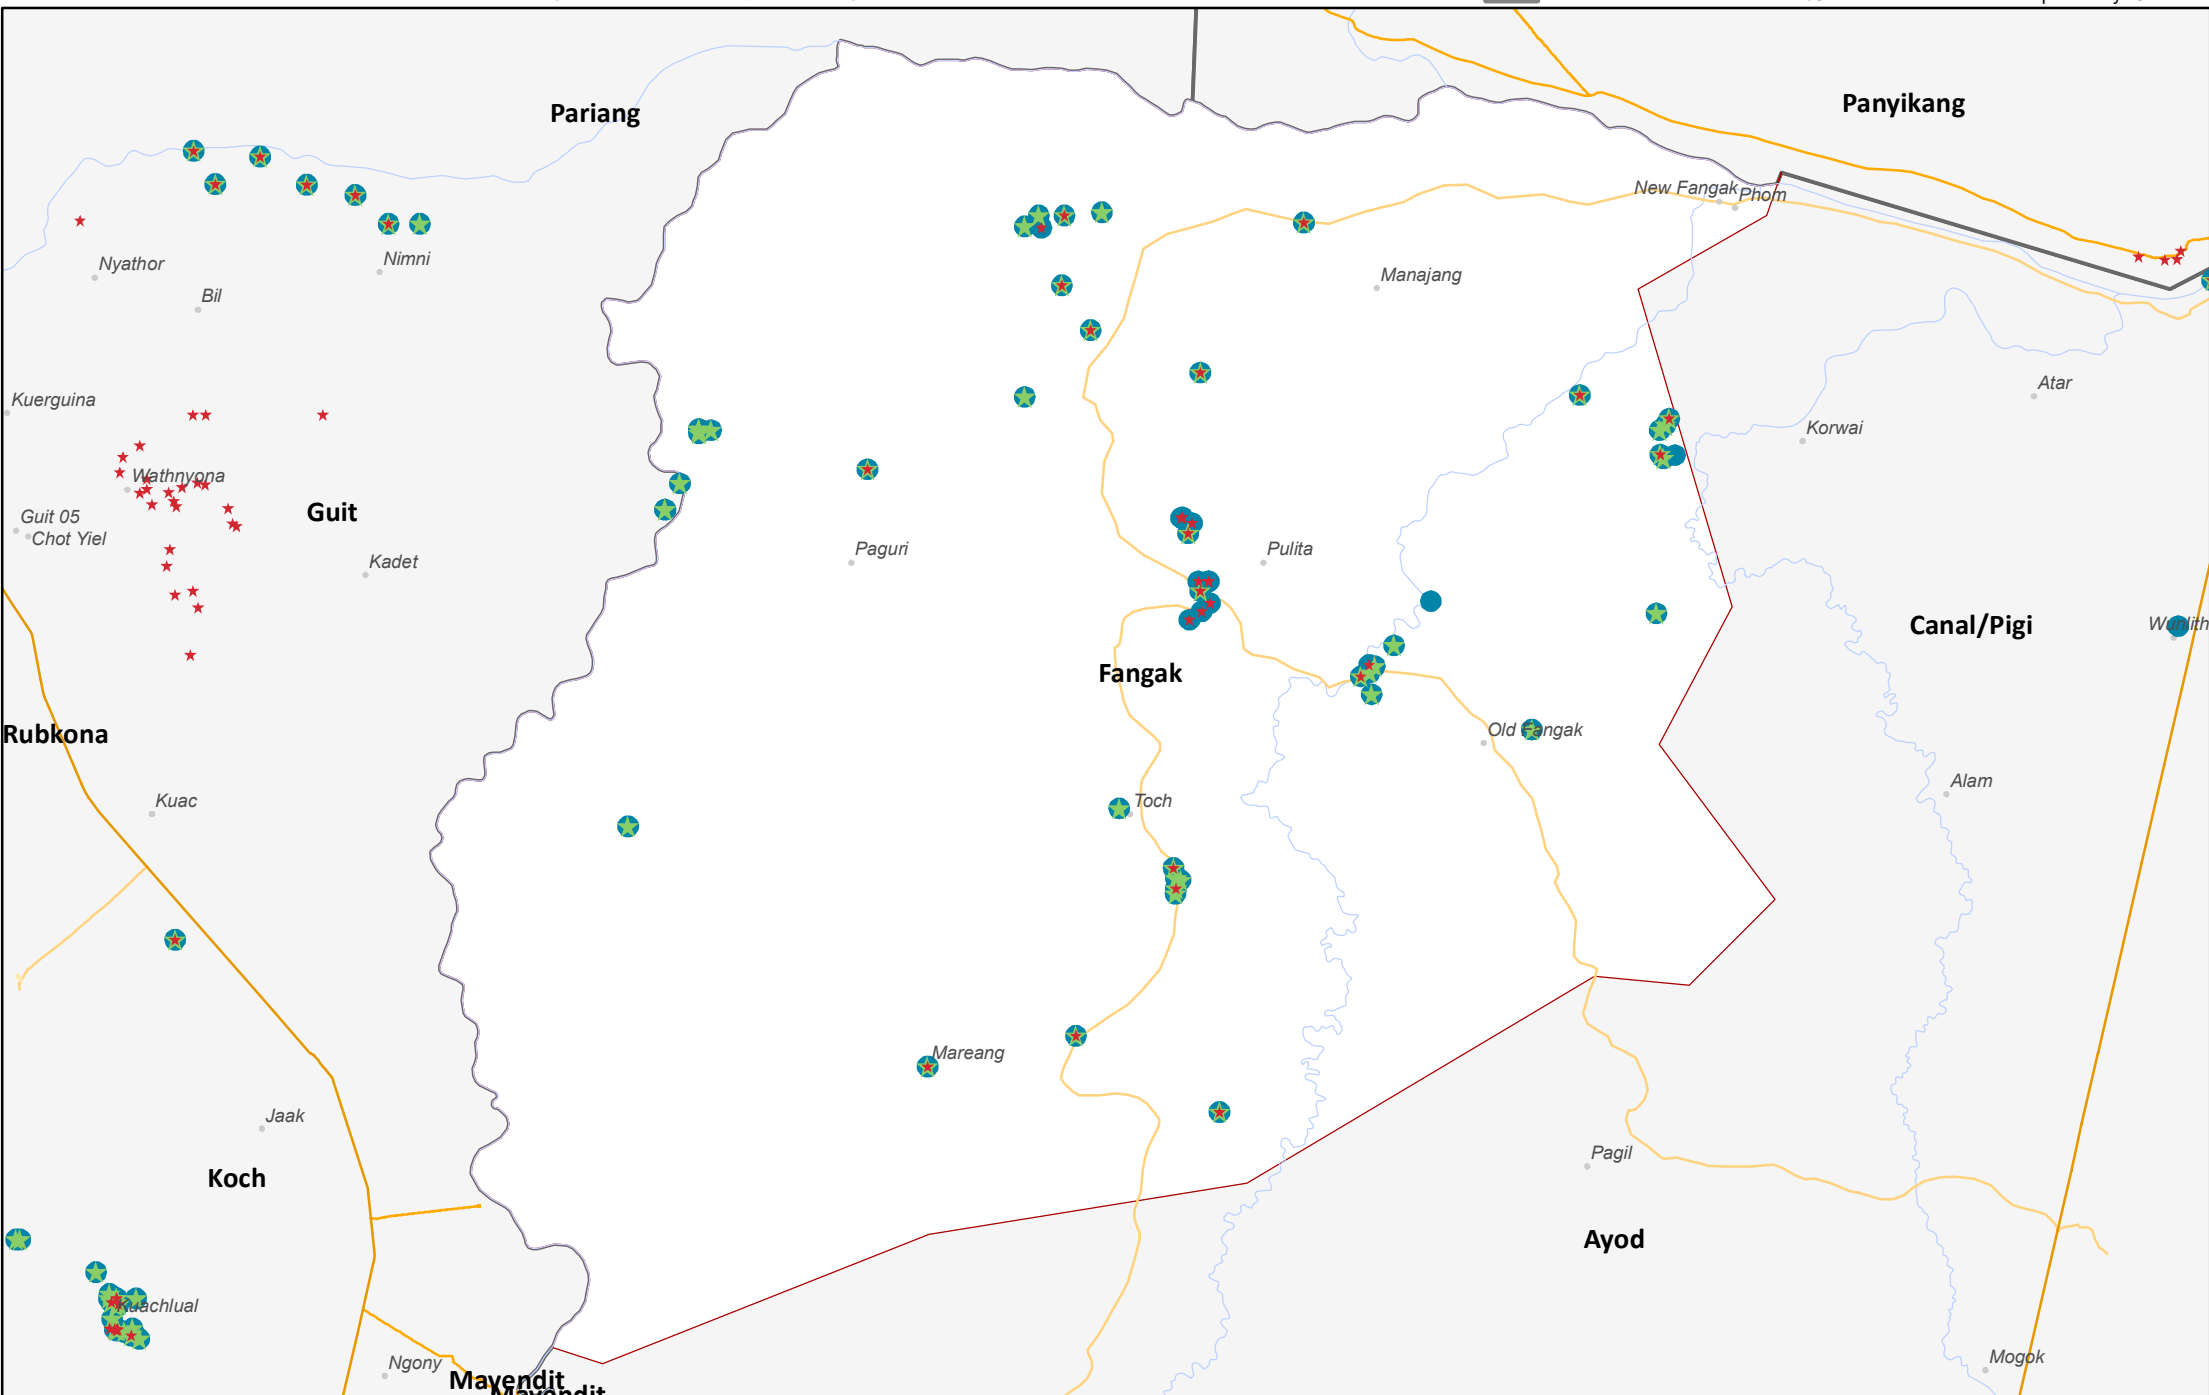 Panyikang
Pariang
New Fangak
Phom
Nyathor
Nimni
Manajang
Bil
Atar
Kuerguina
Korwai
Wathnyona
Guit
Guit 05
Chot Yiel
Paguri
Pulita
Kadet
Canal/Pigi
Wunlith
Fangak
Rubkona
Old Fangak
Alam
Kuac
Toch
Mareang
Jaak
Pagil
Koch
Ayod
Kuachlual
Ngony
Mogok
Mayendit
Mayendit